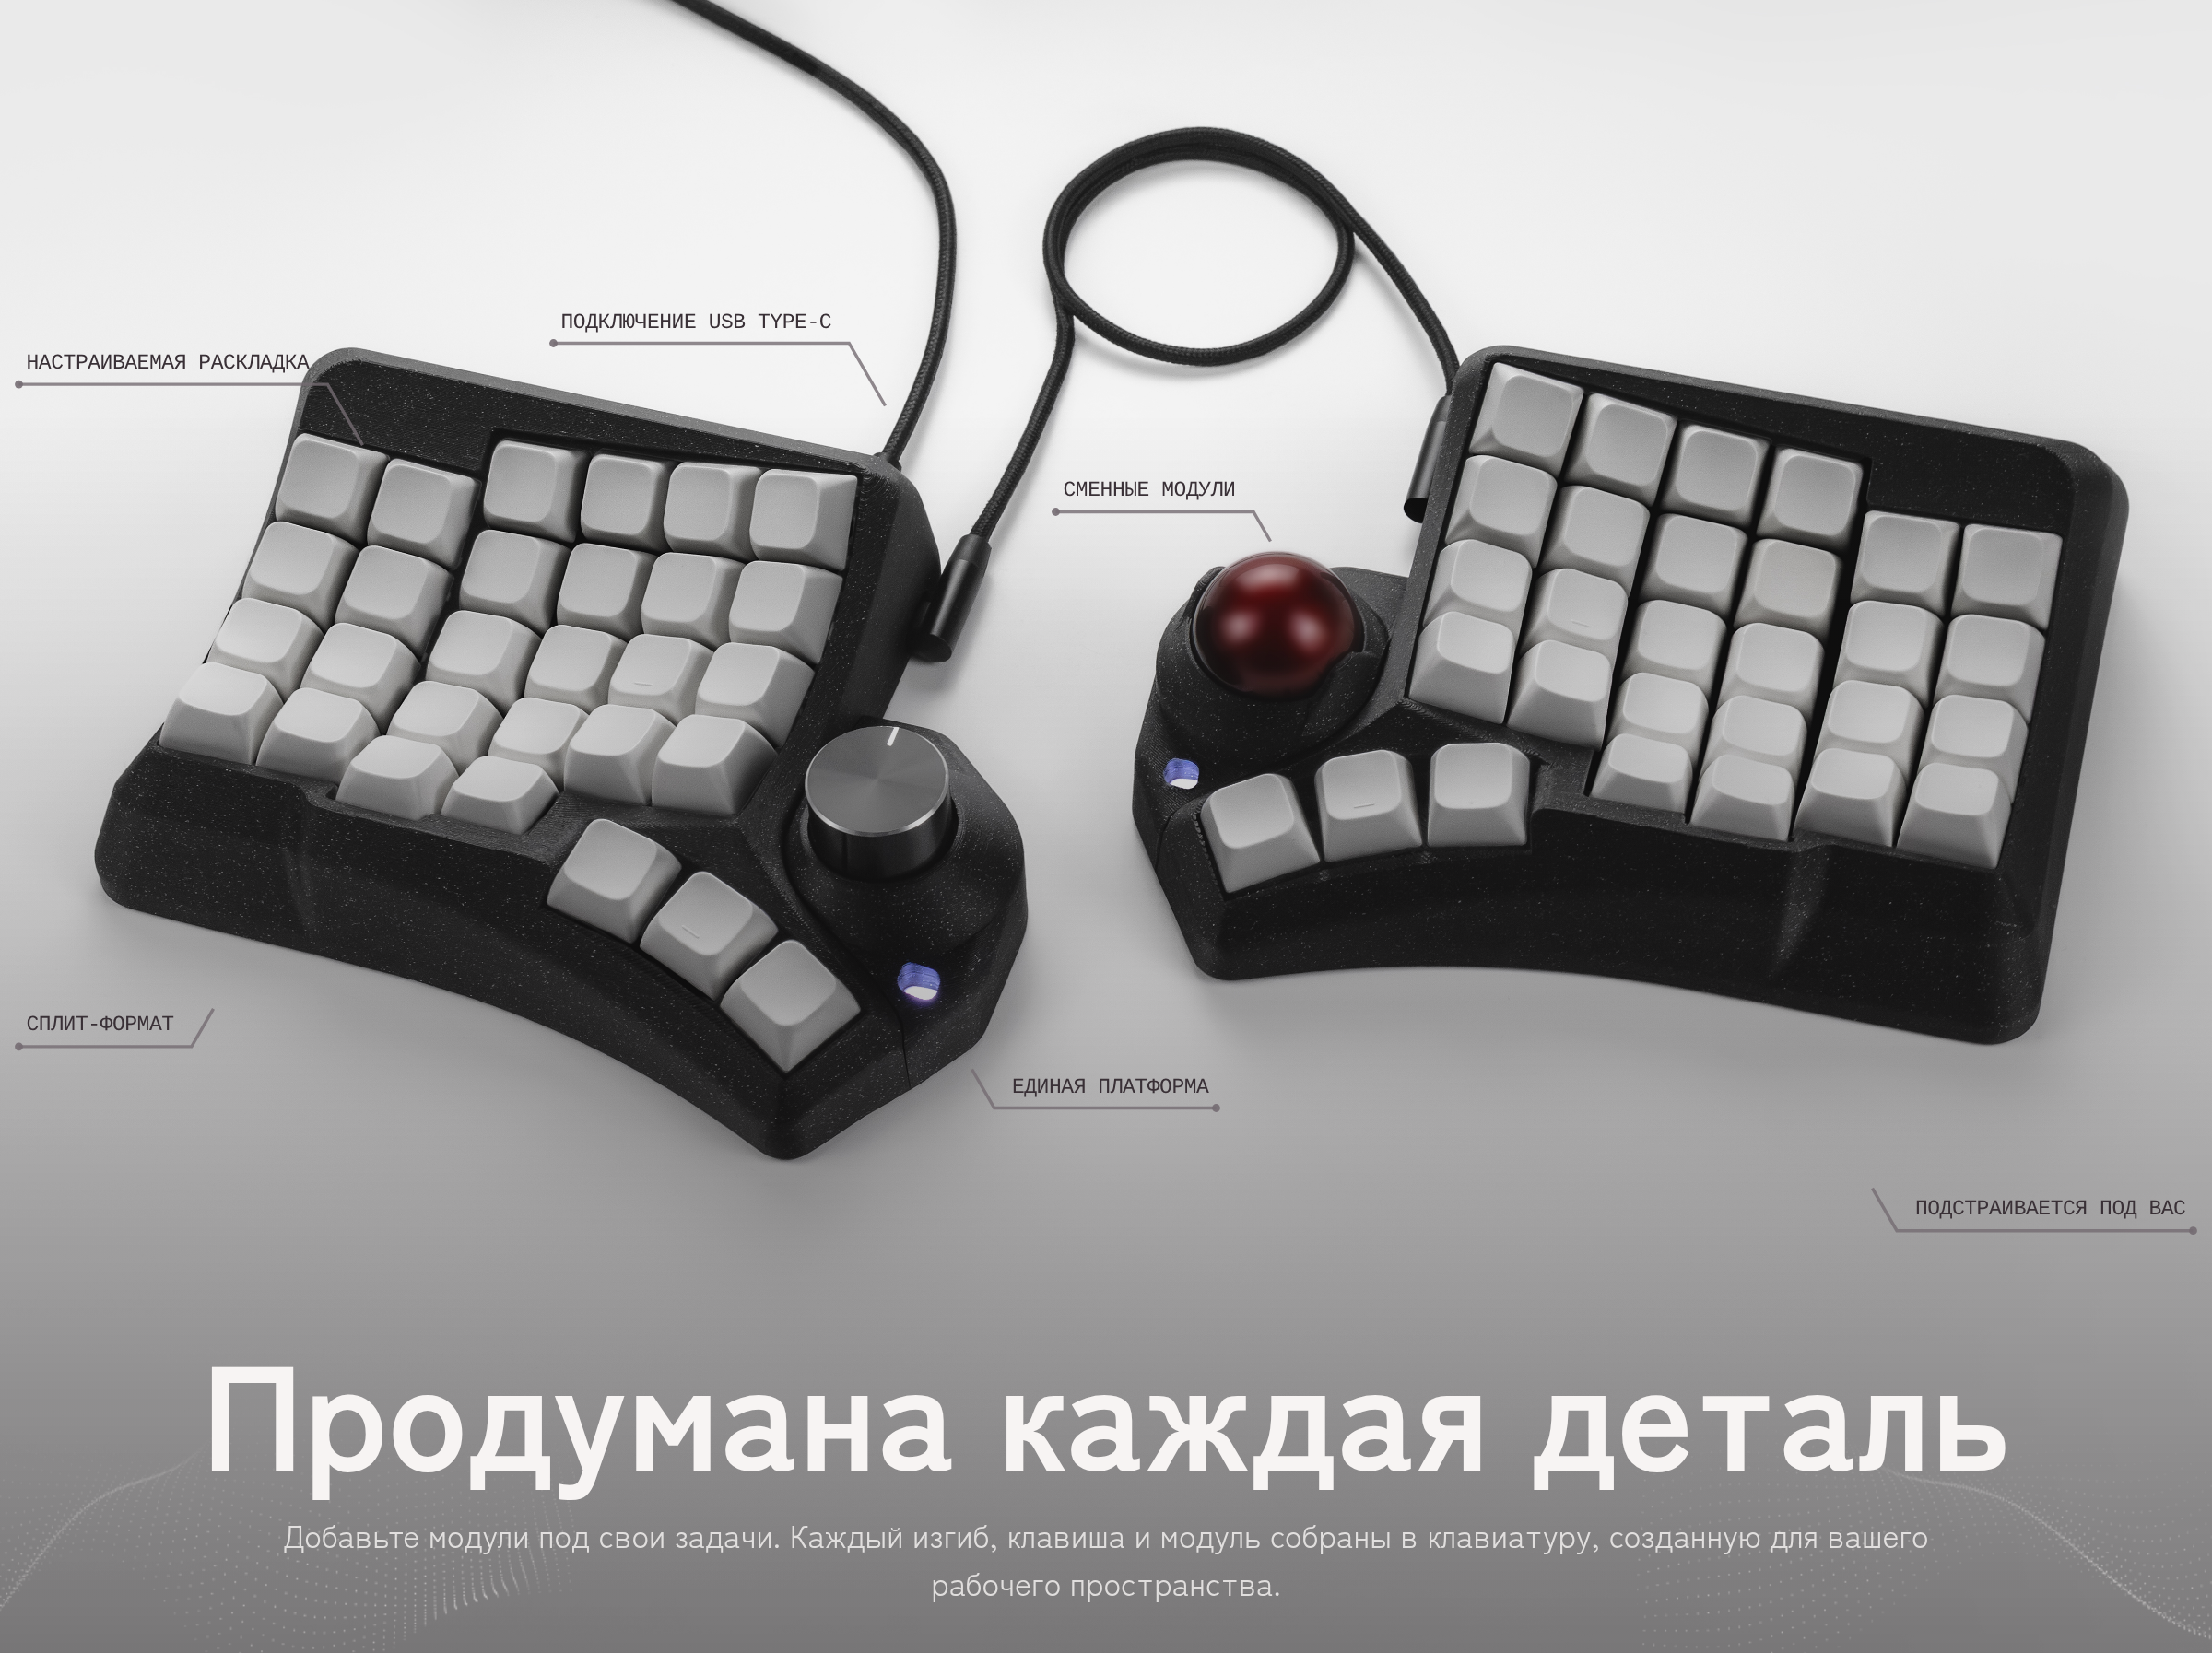 ПОДКЛЮЧЕНИЕ USB TYPE-C
НАСТРАИВАЕМАЯ РАСКЛАДКА
СМЕННЫЕ МОДУЛИ
СПЛИТ-ФОРМАТ
ЕДИНАЯ ПЛАТФОРМА
ПОДСТРАИВАЕТСЯ ПОД ВАС
Продумана каждая деталь
Добавьте модули под свои задачи. Каждый изгиб, клавиша и модуль собраны в клавиатуру, созданную для вашего
рабочего пространства.